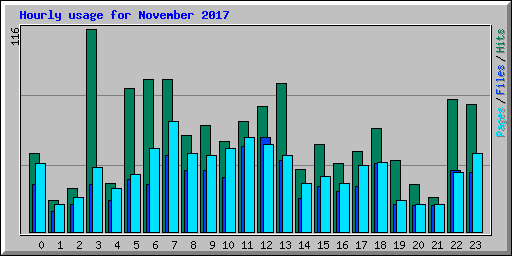 Hourly usage for November 2017
116
Pages/Files/Hits
0 1 2 3 4 5 6 7 8 9 10 11 12 13 14 15 16 17 18 19 20 21 22 23